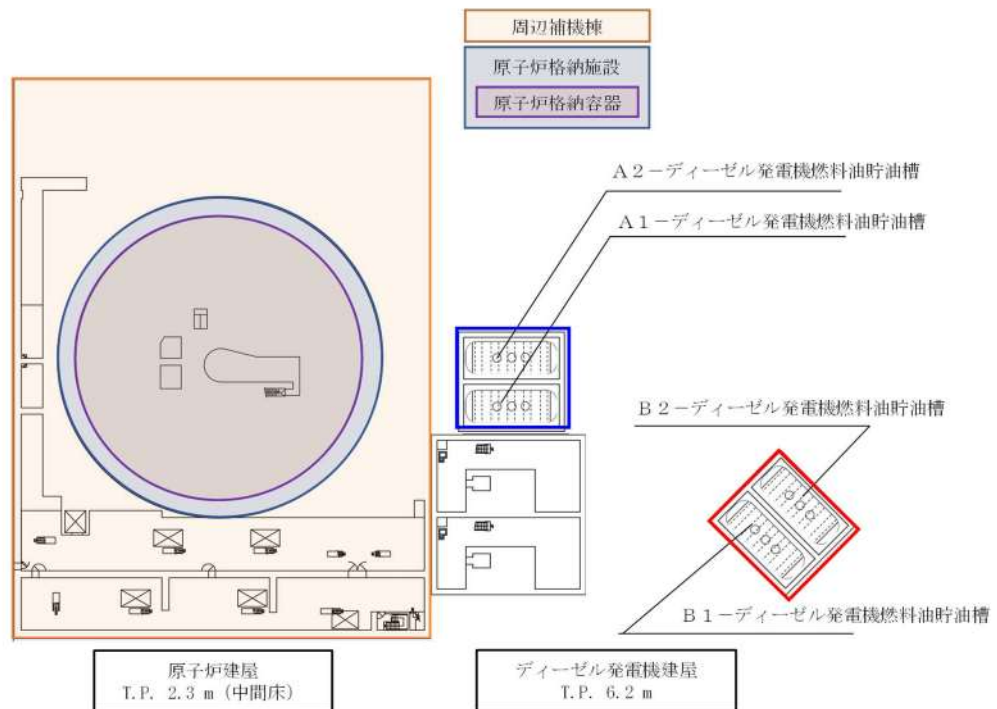 周辺補機棟
原子炉格納施設
原子炉格納容器
A2-ディーゼル発電機燃料油貯油槽
A1-ディーゼル発電機燃料油貯油槽
B2-ディーゼル発電機燃料油貯油槽
B1-ディーゼル発電機燃料油貯油槽
原子炉建屋
T.P. 2.3 m (中間床)
ディーゼル発電機建屋
T.P. 6.2 m